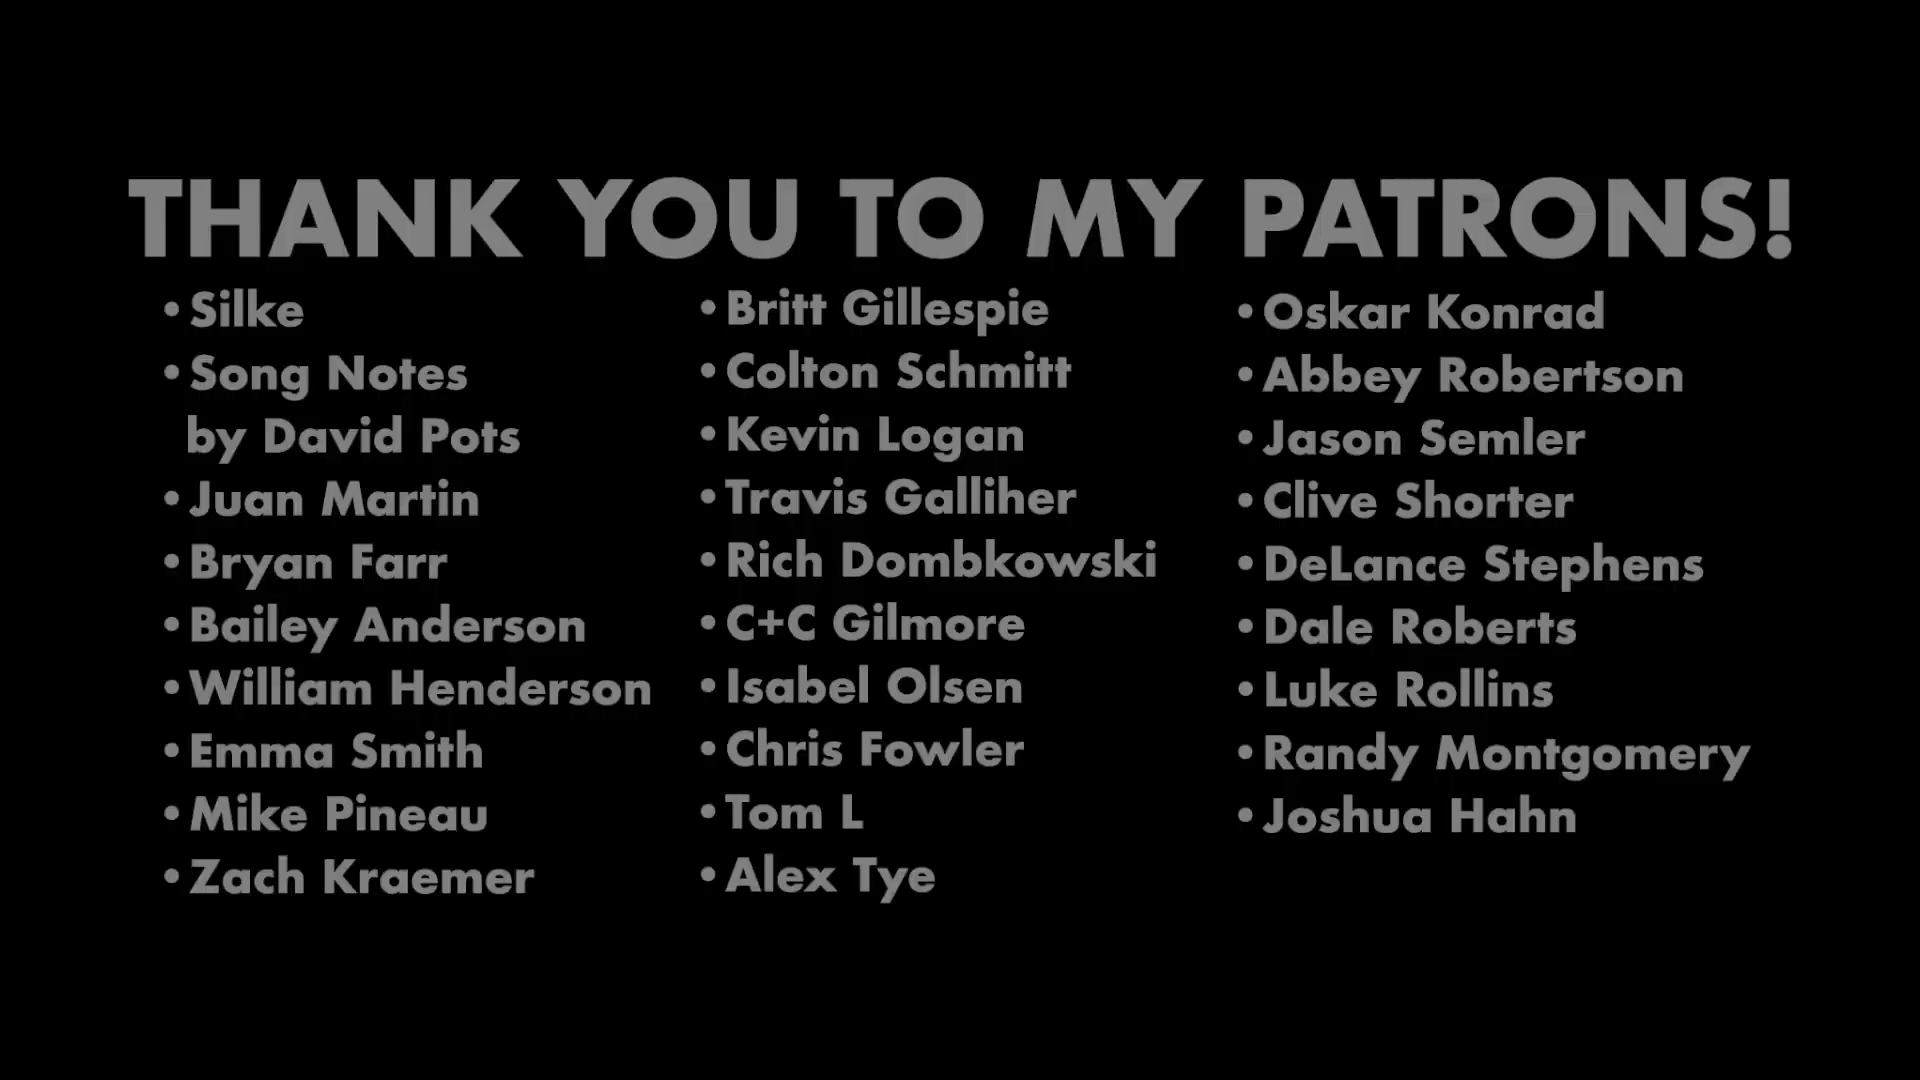 THANK YOU TO MY PATRONS!
•Silke
•Song Notes
by David Pots
•Juan Martin
•Bryan Farr
•Bailey Anderson
•William Henderson
•Emma Smith
•Mike Pineau
•Zach Kraemer
•Britt Gillespie
•Colton Schmitt
•Kevin Logan
•Travis Galliher
•Rich Dombkowski
•C+C Gilmore
•Isabel Olsen
•Chris Fowler
•Tom L
•Alex Tye
•Oskar Konrad
•Abbey Robertson
•Jason Semler
•Clive Shorter
•DeLance Stephens
•Dale Roberts
•Luke Rollins
•Randy Montgomery
•Joshua Hahn